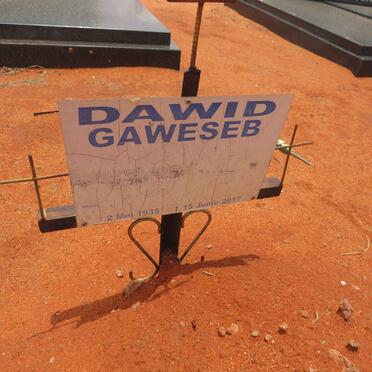 DAWID
GAWESEB
2 Mei 1935 † 15 Junie 2017